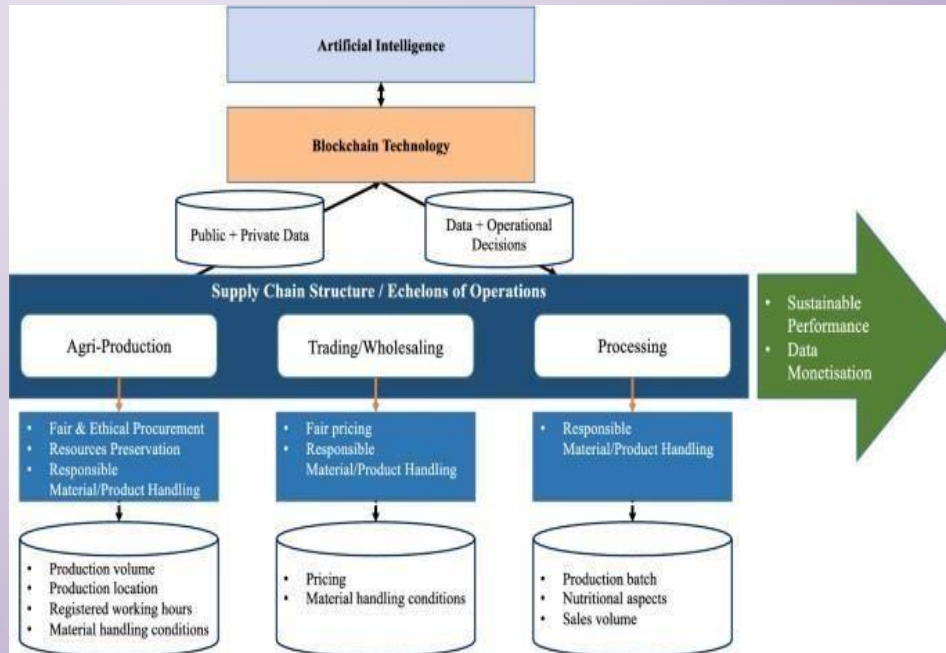 Artificial Intelligence
Blockchain Technology
Public + Private Data
Data + Operational
Decisions
Supply Chain Structure / Echelons of Operations
Agri-Production
Trading/Wholesaling
Processing
• Sustainable
Performance
• Data
Monetisation
• Fair & Ethical Procurement
• Resources Preservation
• Responsible
Material/Product Handling
• Fair pricing
• Responsible
Material/Product Handling
• Responsible
Material/Product Handling
• Production volume
• Production location
• Registered working hours
• Material handling conditions
• Pricing
• Material handling conditions
• Production batch
• Nutritional aspects
• Sales volume